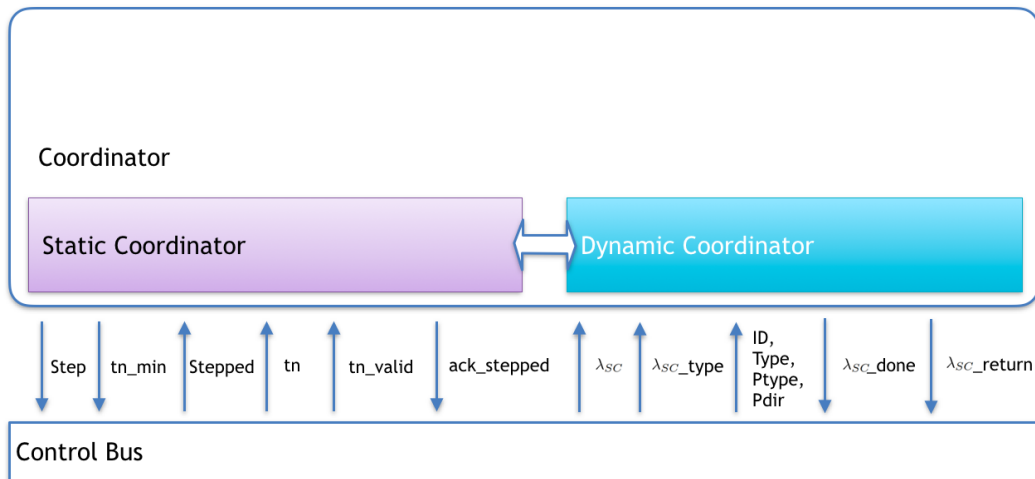 Coordinator
Static Coordinator
Dynamic Coordinator
Step
tn_min
Stepped
tn
tn_valid
ack_stepped
λSC
λSC_type
ID,
Type,
Ptype,
Pdir
λSC_done
λSC_return
Control Bus